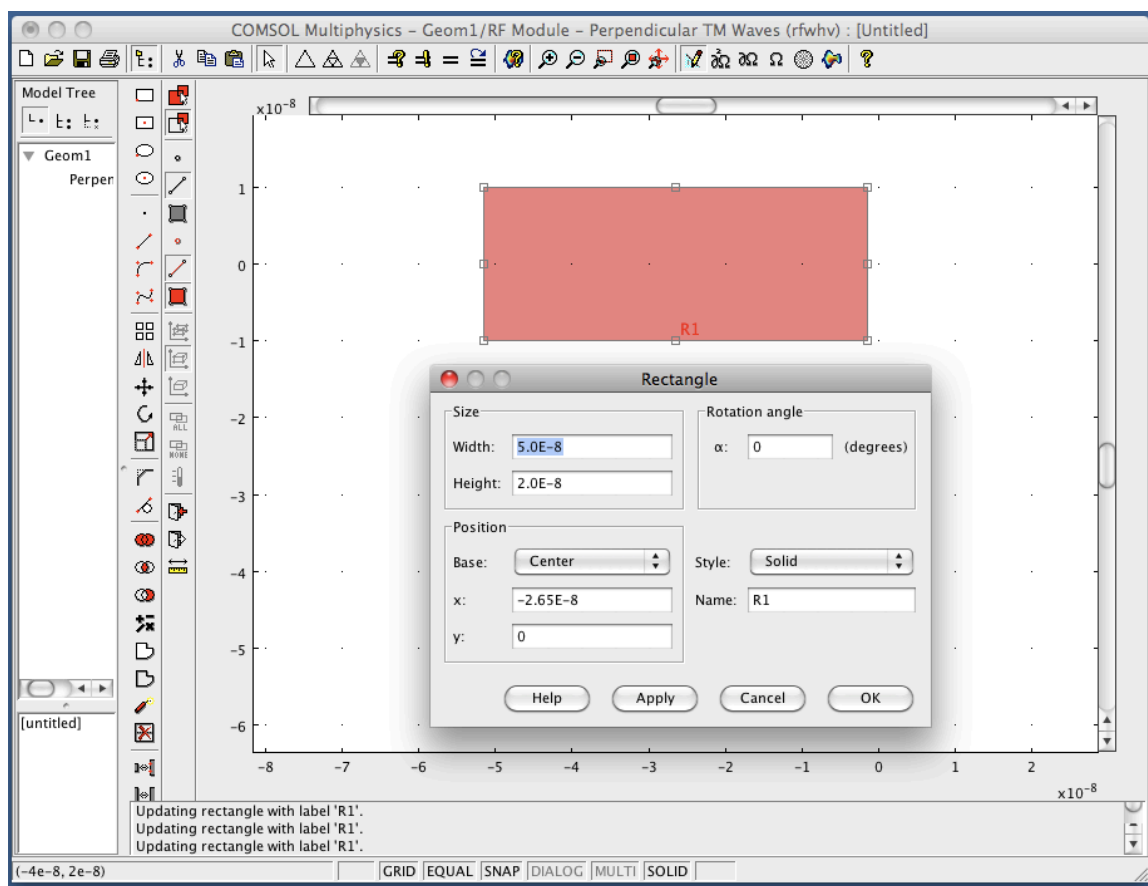 COMSOL Multiphysics – Geom1/RF Module – Perpendicular TM Waves (rfwhv) : [Untitled]
Model Tree
Geom1
Perpen
ALL
NONE
[untitled]
×10⁻⁸
1
0
-1
-2
-3
-4
-5
-6
-8 -7 -6 -5 -4 -3 -2 -1 0 1 2
×10⁻⁸
R1
Rectangle
Size
Width: 5.0E-8
Height: 2.0E-8
Rotation angle
α: 0 (degrees)
Position
Base: Center
x: -2.65E-8
y: 0
Style: Solid
Name: R1
Help Apply Cancel OK
Updating rectangle with label 'R1'.
Updating rectangle with label 'R1'.
Updating rectangle with label 'R1'.
(-4e-8, 2e-8) GRID EQUAL SNAP DIALOG MULTI SOLID